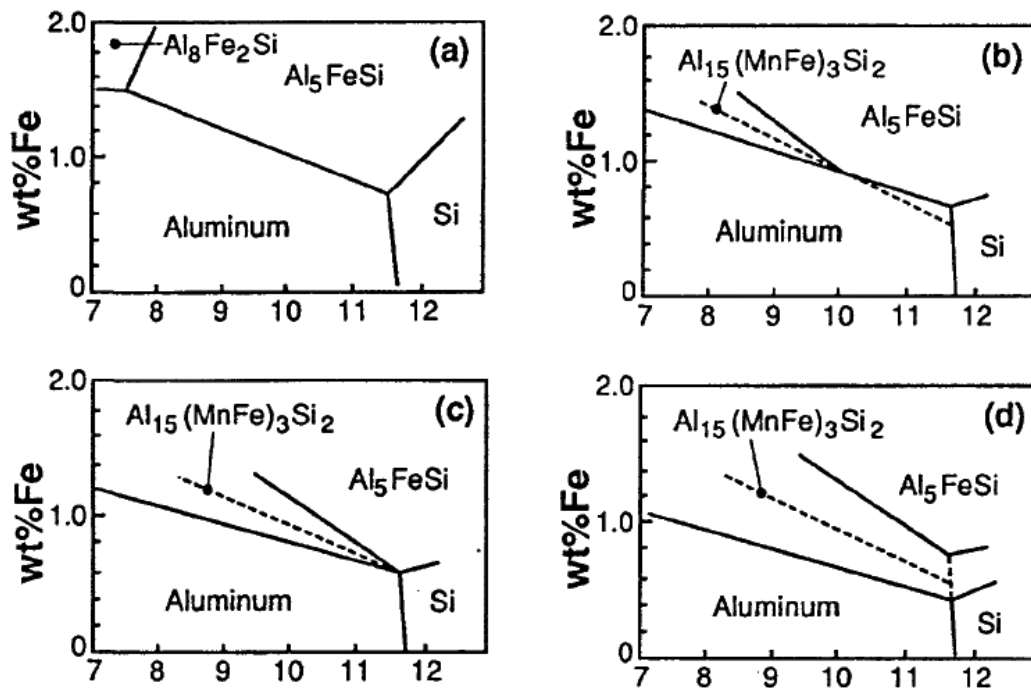 2.0
Al8Fe2Si
(a)
Al5FeSi
wt%Fe
1.0
Aluminum
Si
0
7 8 9 10 11 12
2.0
Al15(MnFe)3Si2
(b)
Al5FeSi
wt%Fe
1.0
Aluminum
Si
0
7 8 9 10 11 12
2.0
Al15(MnFe)3Si2
(c)
Al5FeSi
wt%Fe
1.0
Aluminum
Si
0
7 8 9 10 11 12
2.0
Al15(MnFe)3Si2
(d)
Al5FeSi
wt%Fe
1.0
Aluminum
Si
0
7 8 9 10 11 12